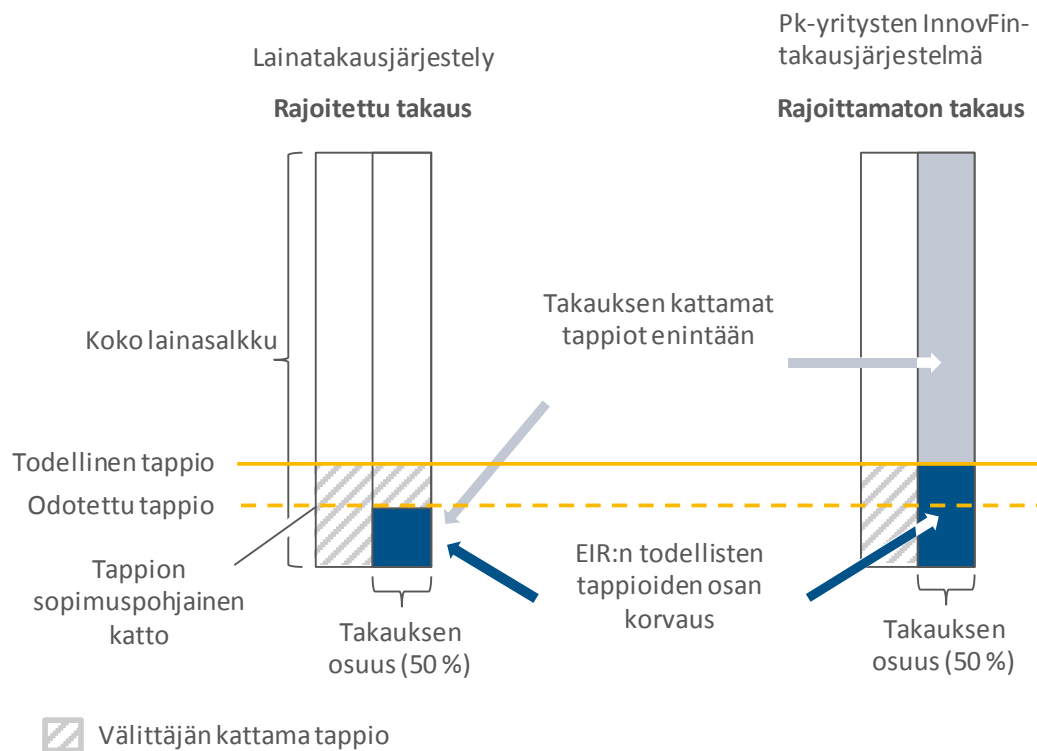 Lainatakausjärjestely
Rajoitettu takaus
Pk-yritysten InnovFin-
takausjärjestelmä
Rajoittamaton takaus
Koko lainasalkku
Takauksen kattamat
tappiot enintään
Todellinen tappio
Odotettu tappio
Tappion
sopimuspohjainen
katto
EIR:n todellisten
tappioiden osan
korvaus
Takauksen
osuus (50 %)
Takauksen
osuus (50 %)
Välittäjän kattama tappio